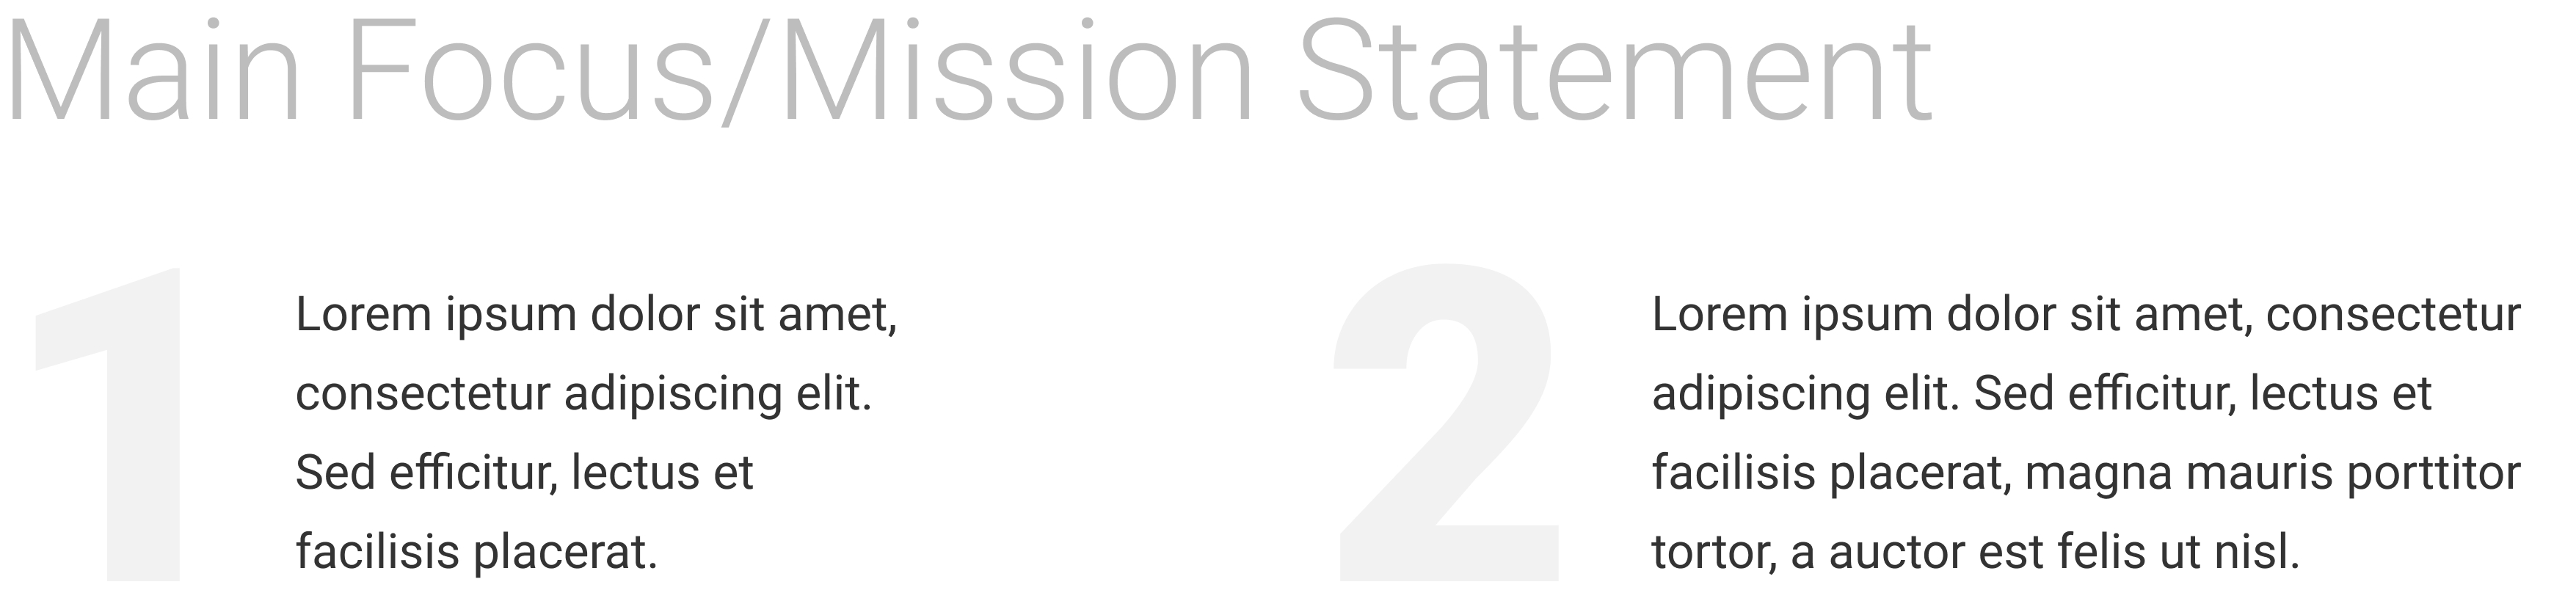 Main Focus/Mission Statement
1
Lorem ipsum dolor sit amet,
consectetur adipiscing elit.
Sed efficitur, lectus et
facilisis placerat.
2
Lorem ipsum dolor sit amet, consectetur
adipiscing elit. Sed efficitur, lectus et
facilisis placerat, magna mauris porttitor
tortor, a auctor est felis ut nisl.